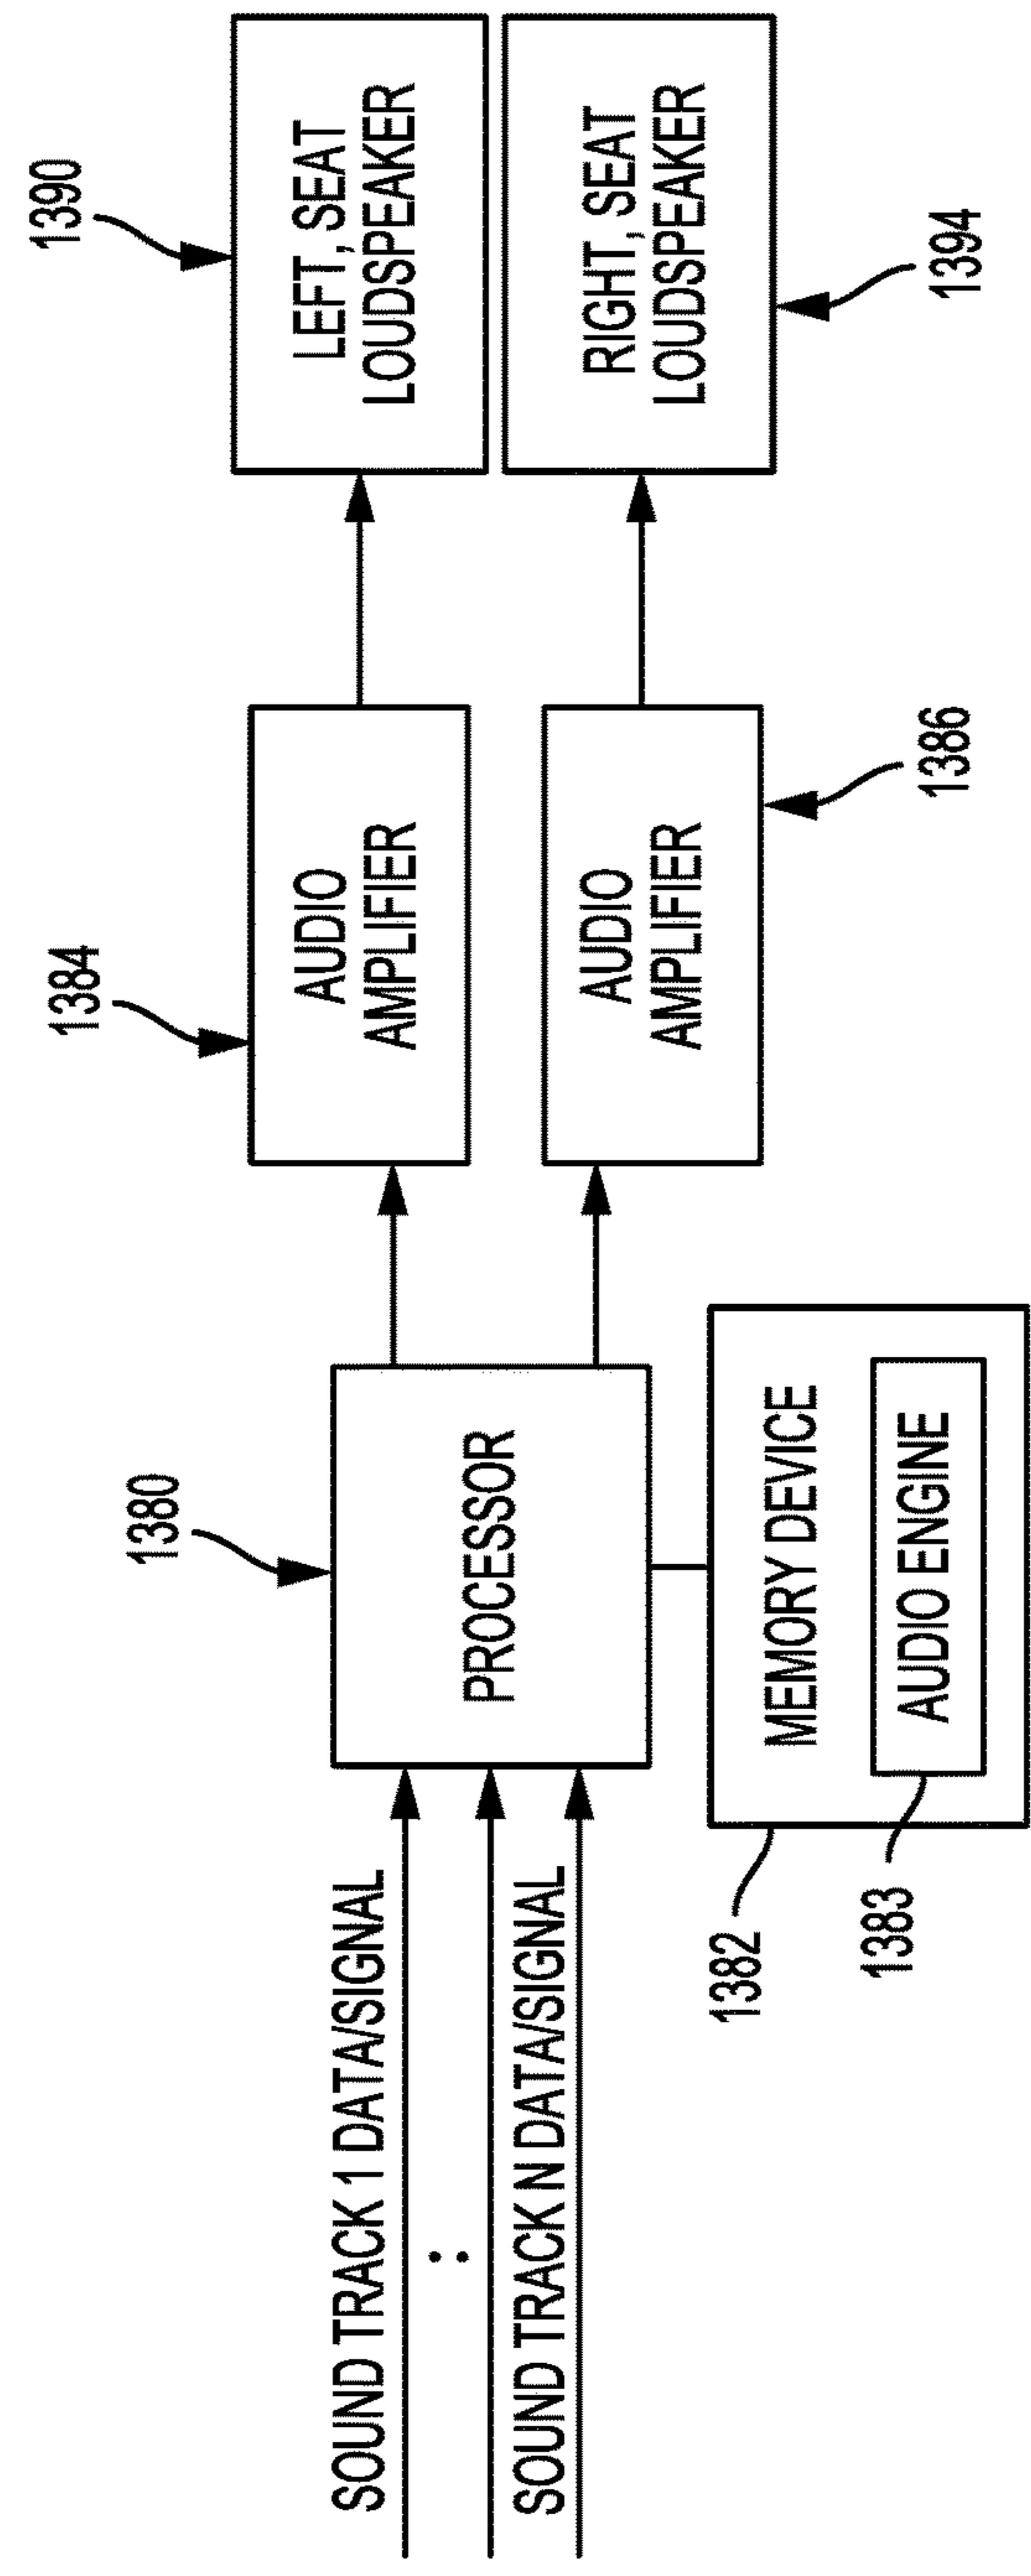 SOUND TRACK 1 DATA/SIGNAL
:
SOUND TRACK N DATA/SIGNAL
1380
PROCESSOR
1382
MEMORY DEVICE
1383
AUDIO ENGINE
1384
AUDIO
AMPLIFIER
1386
AUDIO
AMPLIFIER
1390
LEFT, SEAT
LOUDSPEAKER
1394
RIGHT, SEAT
LOUDSPEAKER